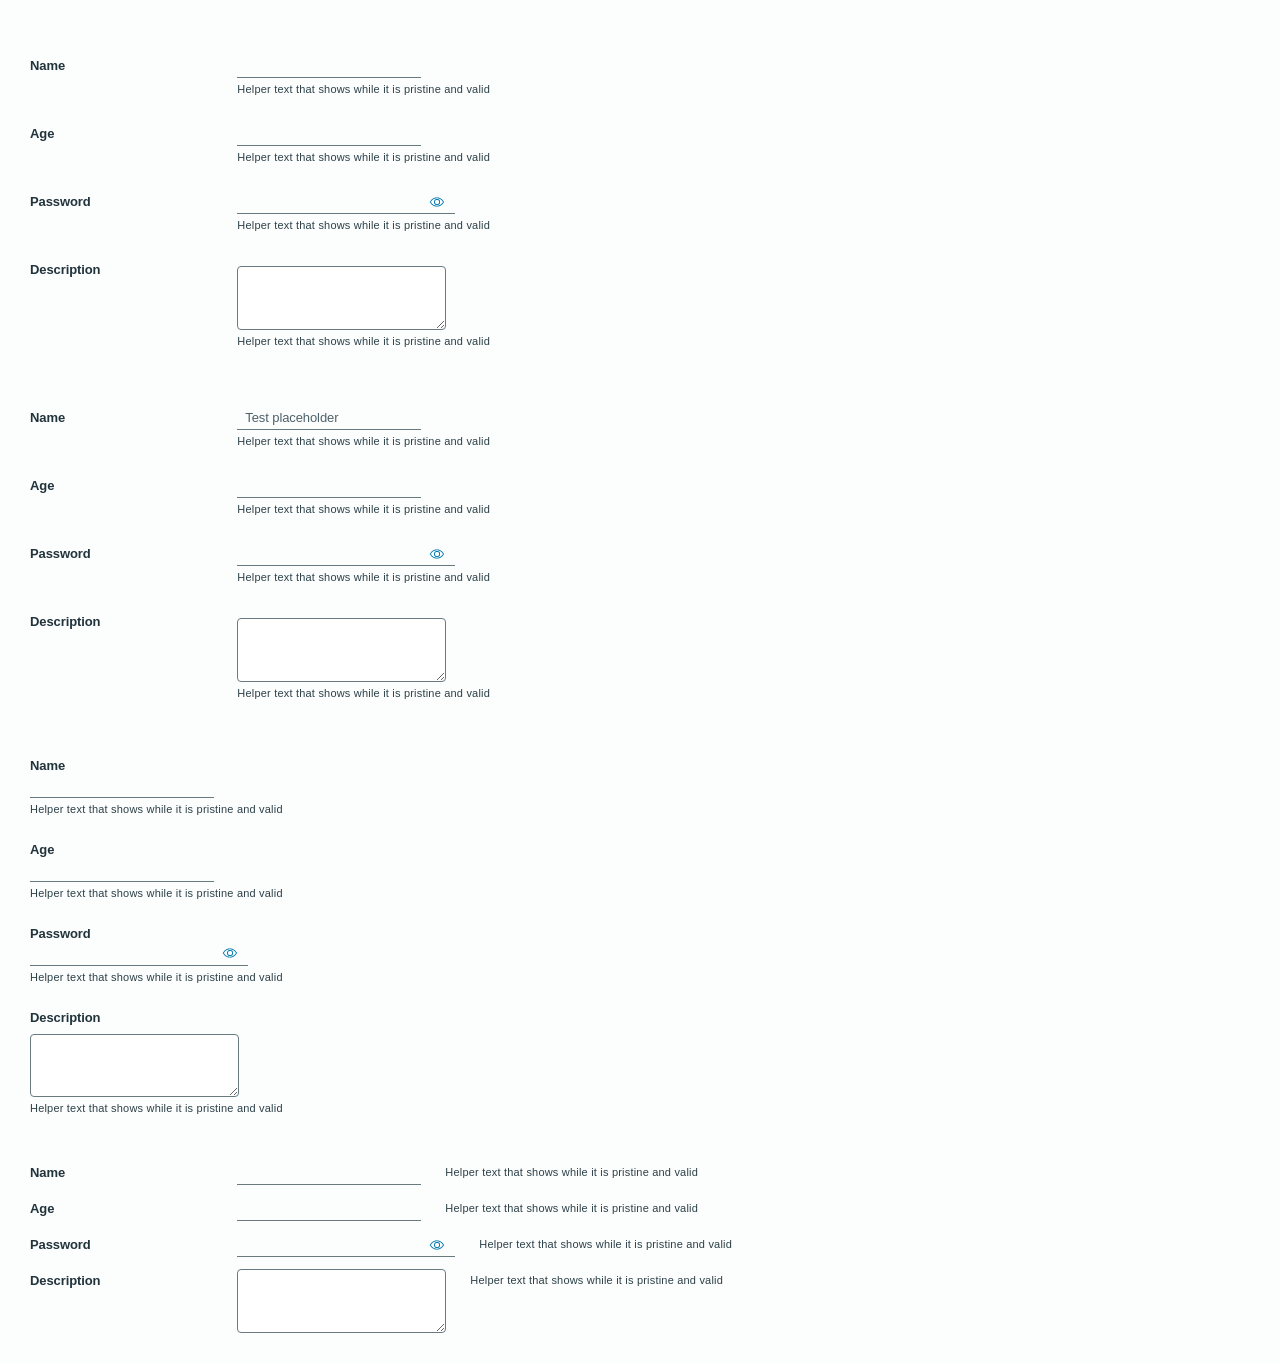 Name
Helper text that shows while it is pristine and valid
Age
Helper text that shows while it is pristine and valid
Password
Helper text that shows while it is pristine and valid
Description
Helper text that shows while it is pristine and valid
Name Test placeholder
Helper text that shows while it is pristine and valid
Age
Helper text that shows while it is pristine and valid
Password
Helper text that shows while it is pristine and valid
Description
Helper text that shows while it is pristine and valid
Name
Helper text that shows while it is pristine and valid
Age
Helper text that shows while it is pristine and valid
Password
Helper text that shows while it is pristine and valid
Description
Helper text that shows while it is pristine and valid
Name Helper text that shows while it is pristine and valid
Age Helper text that shows while it is pristine and valid
Password Helper text that shows while it is pristine and valid
Description Helper text that shows while it is pristine and valid